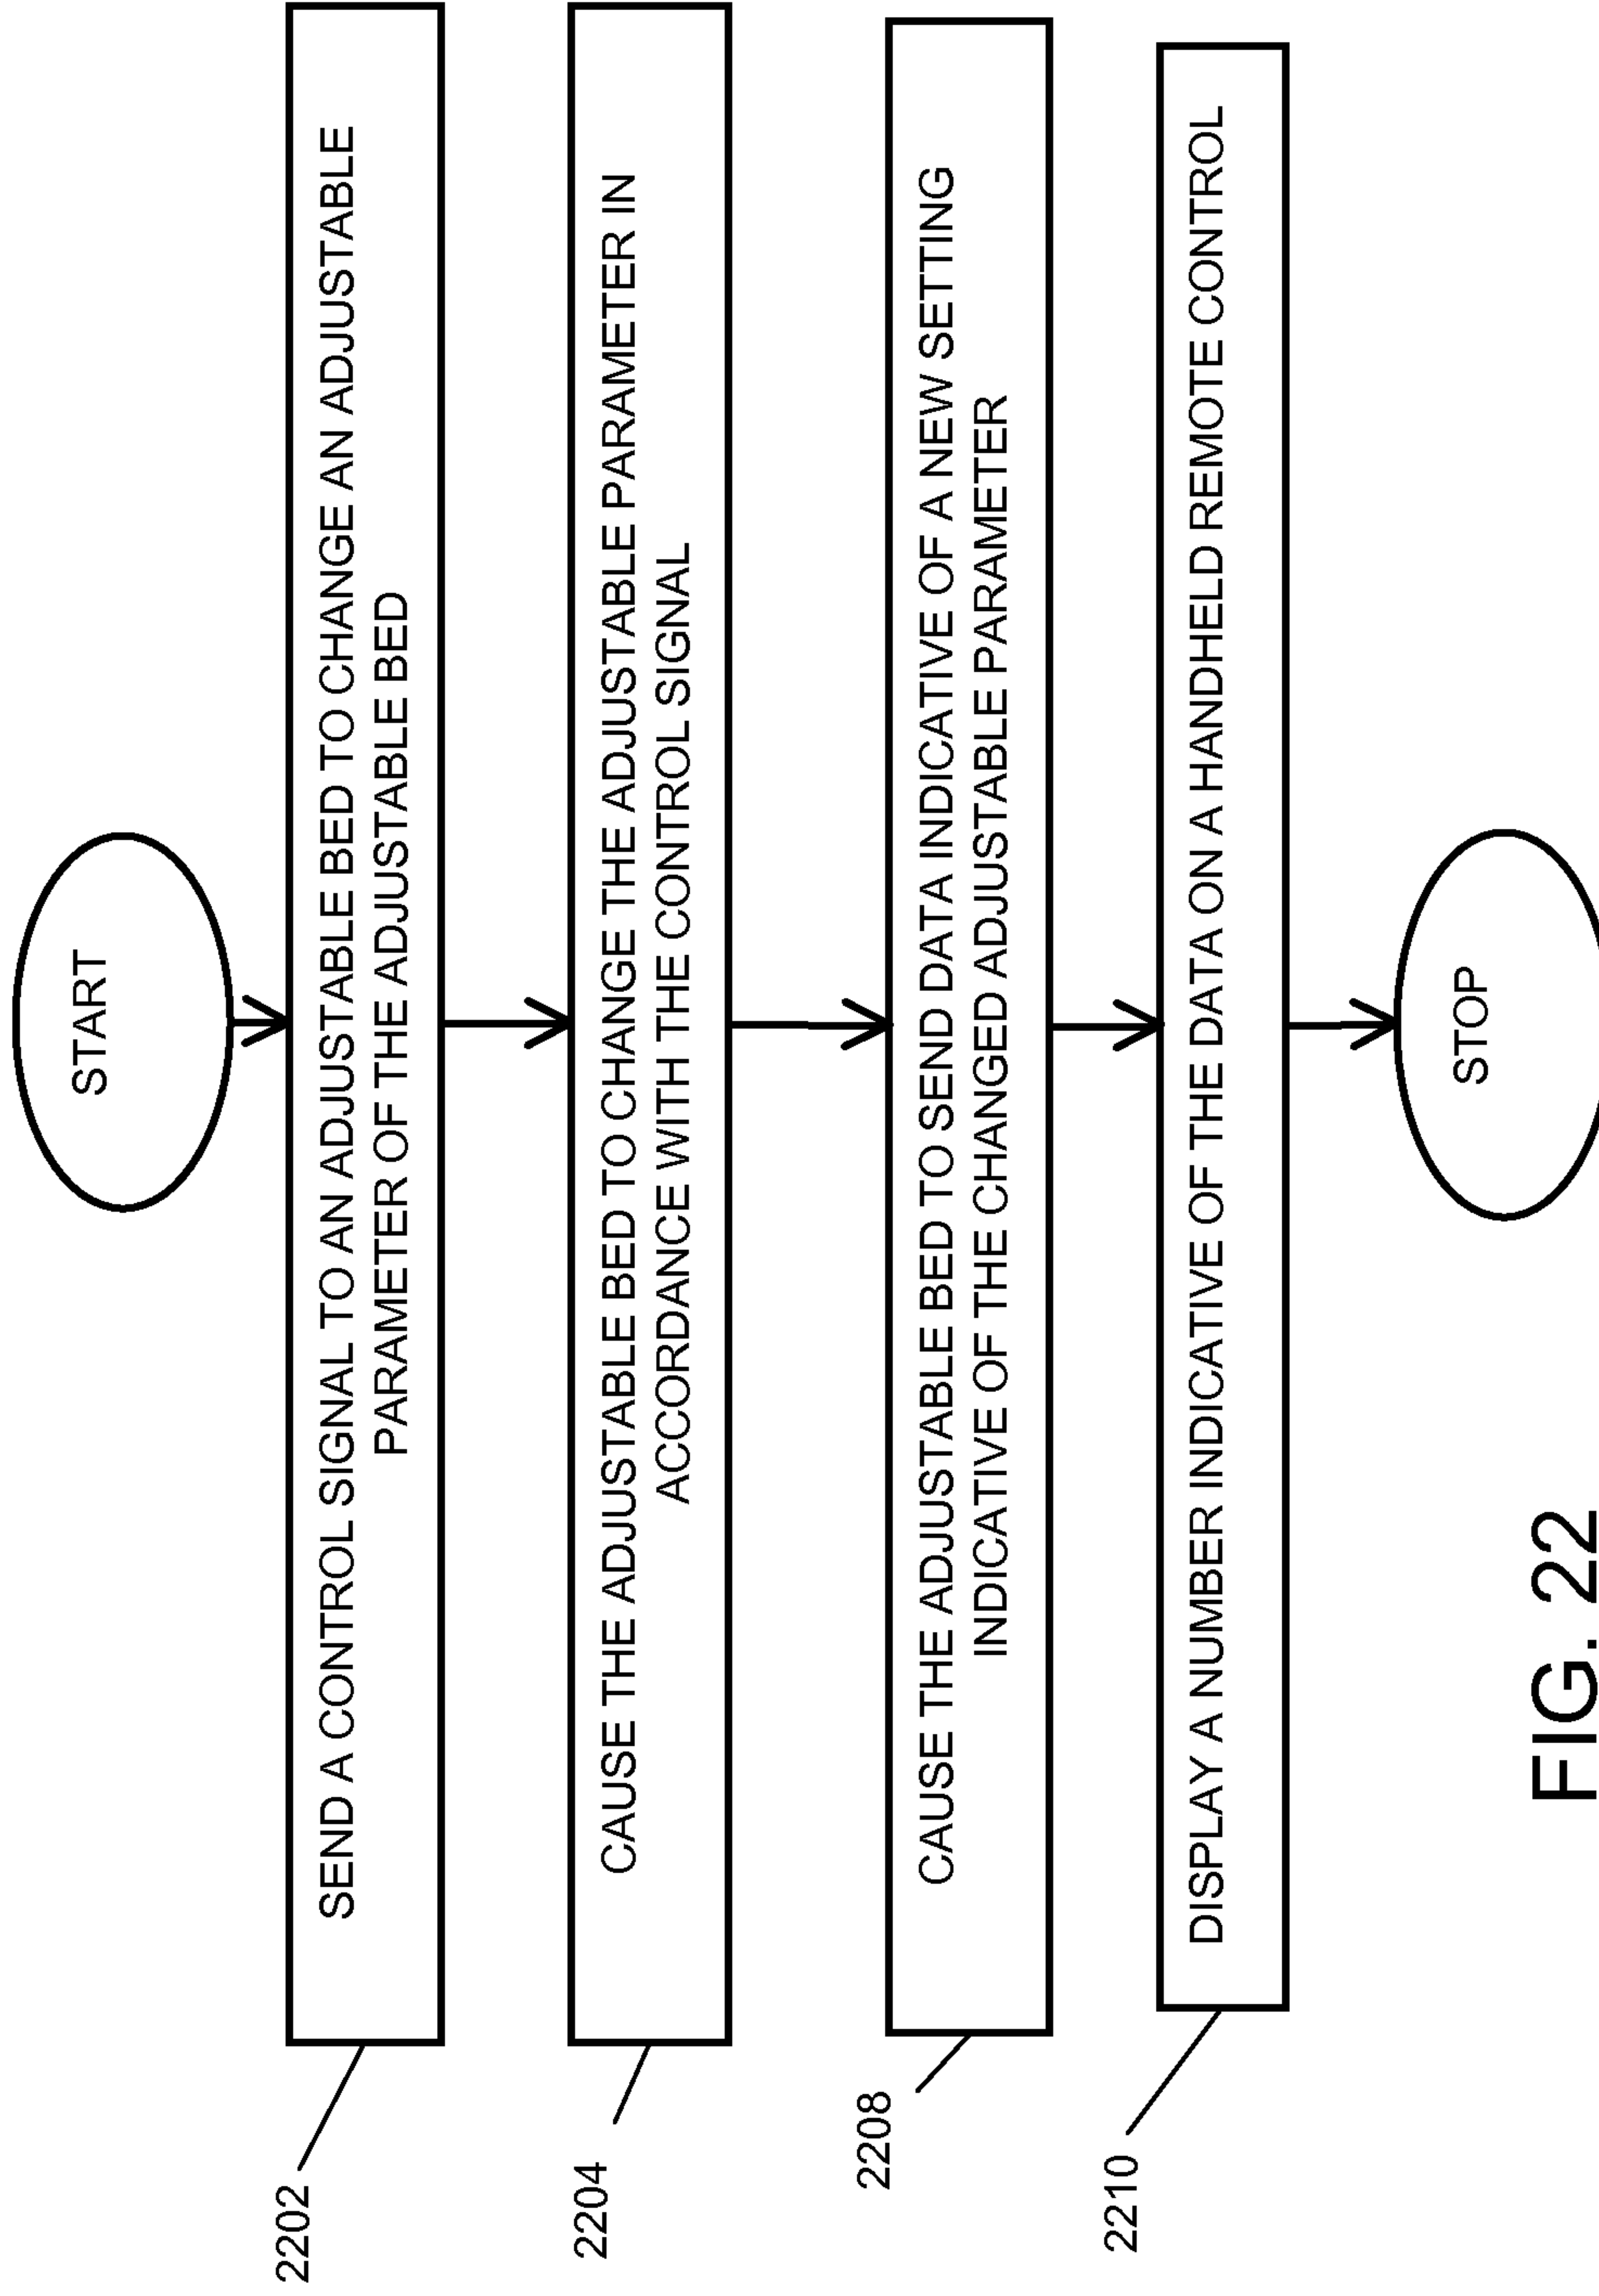 START
2202
SEND A CONTROL SIGNAL TO AN ADJUSTABLE BED TO CHANGE AN ADJUSTABLE
PARAMETER OF THE ADJUSTABLE BED
2204
CAUSE THE ADJUSTABLE BED TO CHANGE THE ADJUSTABLE PARAMETER IN
ACCORDANCE WITH THE CONTROL SIGNAL
2208
CAUSE THE ADJUSTABLE BED TO SEND DATA INDICATIVE OF A NEW SETTING
INDICATIVE OF THE CHANGED ADJUSTABLE PARAMETER
2210
DISPLAY A NUMBER INDICATIVE OF THE DATA ON A HANDHELD REMOTE CONTROL
STOP
FIG. 22